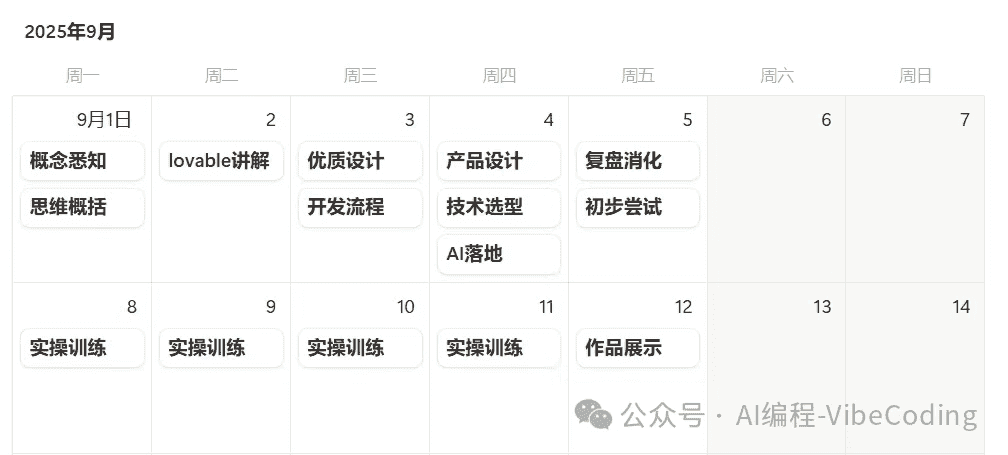 2025年9月
周一 周二 周三 周四 周五 周六 周日
9月1日 2 3 4 5 6 7
概念悉知 lovable讲解 优质设计 产品设计 复盘消化
思维概括 开发流程 技术选型 初步尝试
AI落地
8 9 10 11 12 13 14
实操训练 实操训练 实操训练 实操训练 作品展示
公众号 · AI编程-VibeCoding